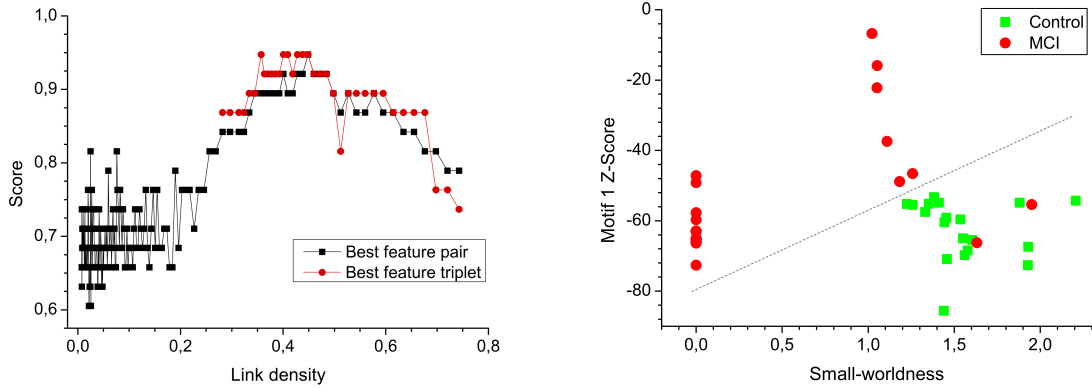 1,0
0,9
0,8
0,7
0,6
Score
0,0
0,2
0,4
0,6
0,8
Link density
Best feature pair
Best feature triplet
0
-20
-40
-60
-80
Motif 1 Z-Score
0,0
0,5
1,0
1,5
2,0
Small-worldness
Control
MCI